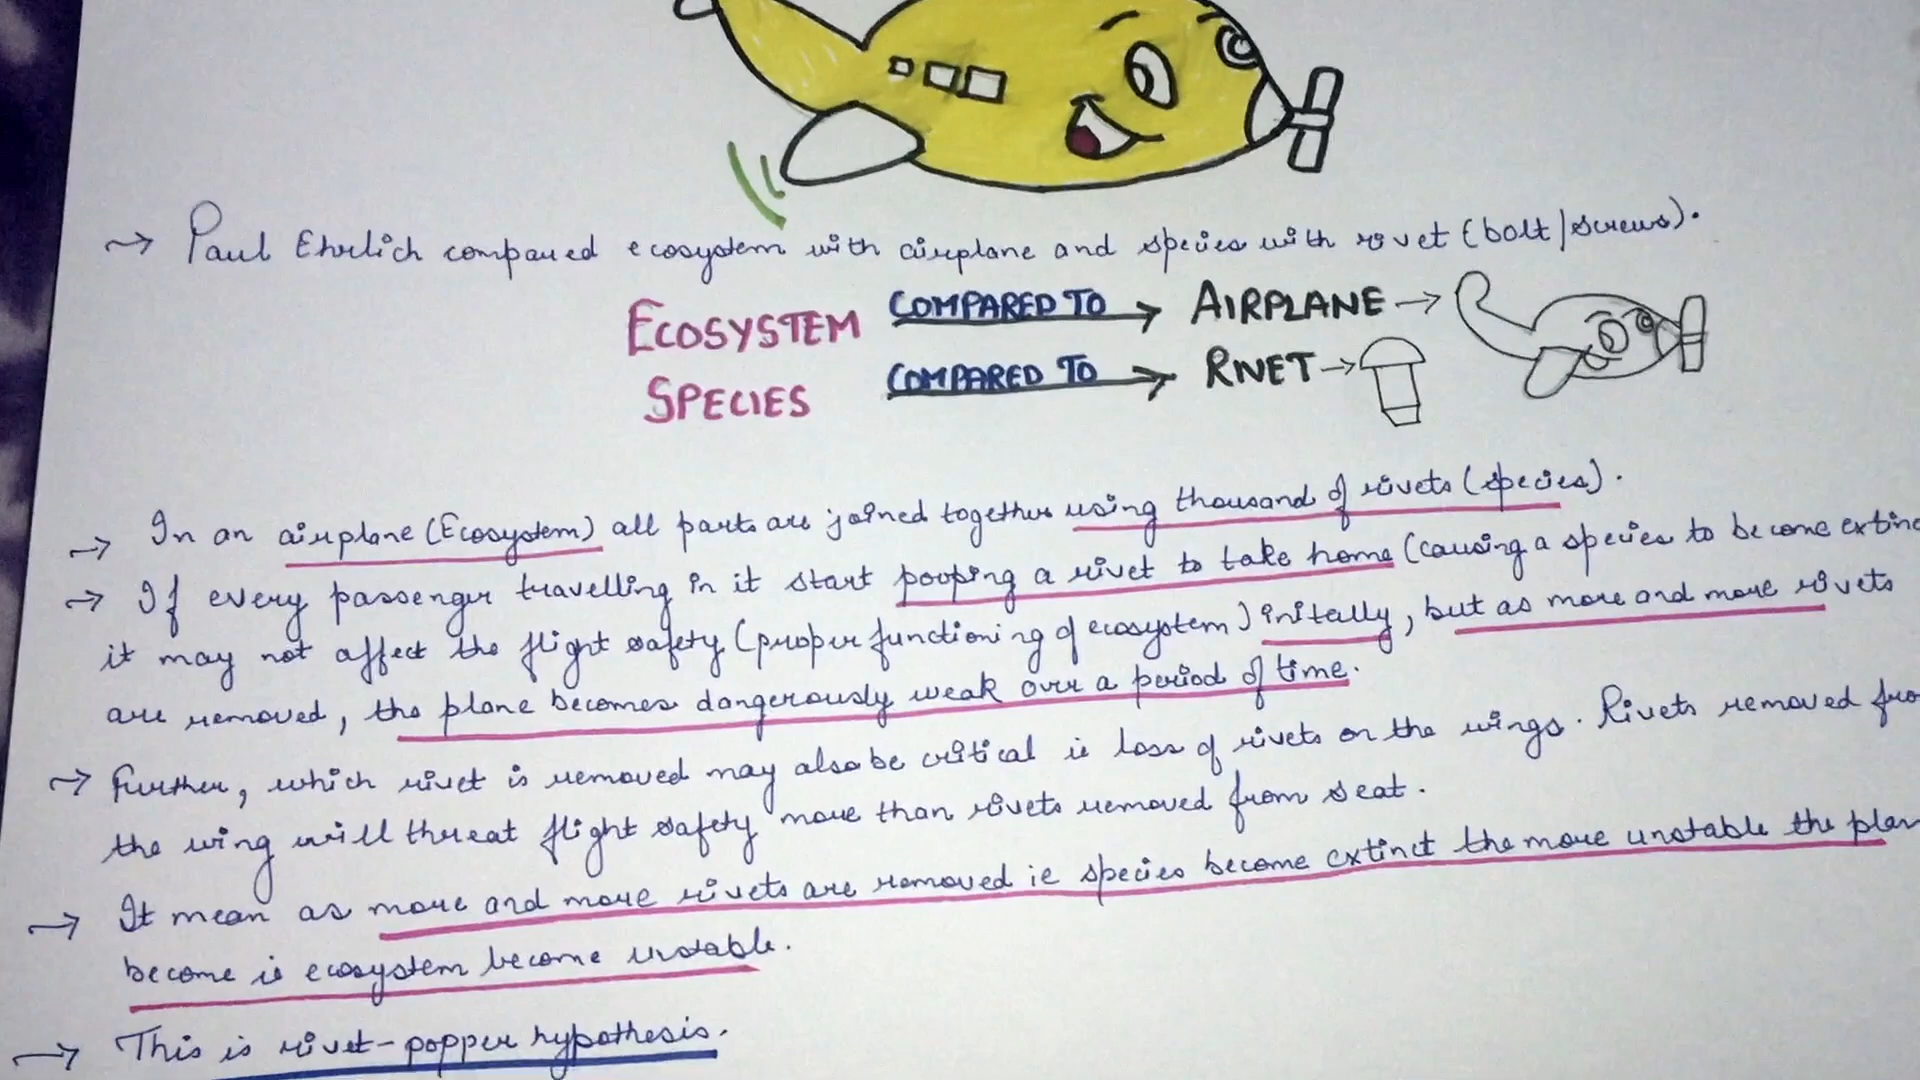 → Paul Ehrlich compared ecosystem with airplane and species with rivet (bolt/screws).
ECOSYSTEM COMPARED TO → AIRPLANE →
SPECIES COMPARED TO → RIVET →
→ In an airplane (Ecosystem) all parts are joined together using thousand of rivets (species).
→ If every passenger travelling in it start pooping a rivet to take home (causing a species to become extinc
it may not affect the flight safety (proper functioning of ecosystem) initally, but as more and more rivets
are removed, the plane becomes dangerously weak over a period of time.
→ Further, which rivet is removed may also be critical ie loss of rivets on the wings. Rivets removed fro
the wing will threat flight safety more than rivets removed from seat.
→ It mean as more and more rivets are removed ie species become extinct the more unstable the plan
become ie ecosystem become unstable.
→ This is rivet-popper hypothesis.